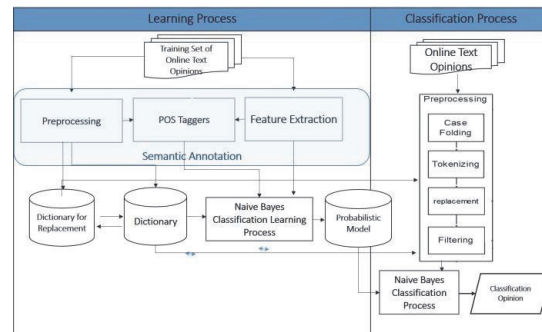 Learning Process
Classification Process
Training Set of
Online Text
Opinions
Online Text
Opinions
Preprocessing
POS Taggers
Feature Extraction
Semantic Annotation
Preprocessing
Case
Folding
Tokenizing
replacement
Filtering
Dictionary for
Replacement
Dictionary
Naive Bayes
Classification Learning
Process
Probabilistic
Model
Naive Bayes
Classification
Process
Classification
Opinion